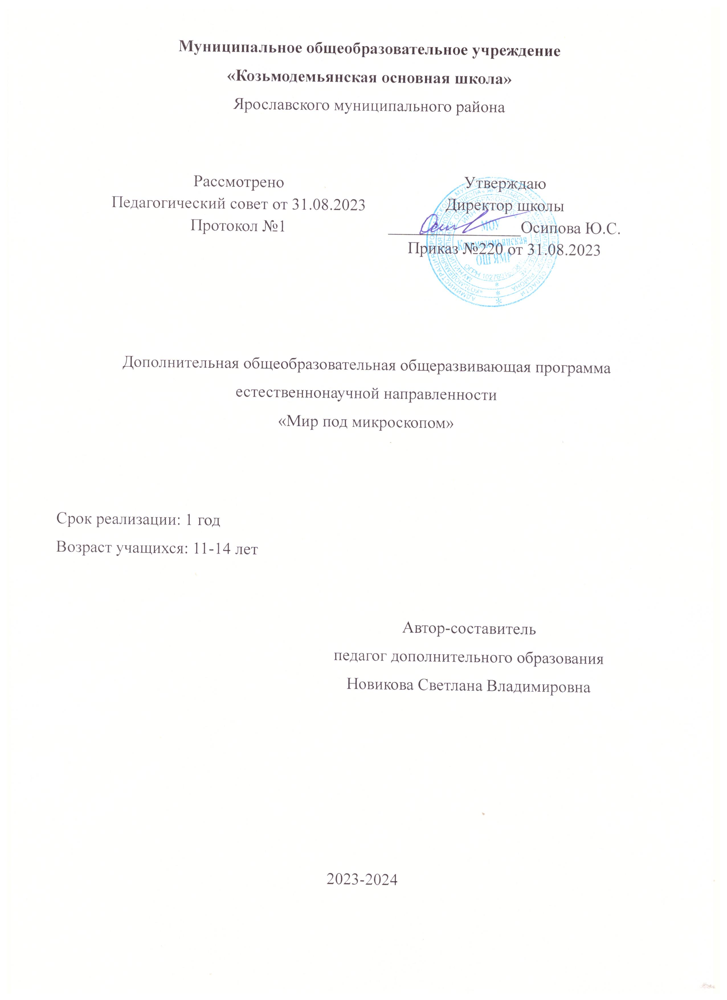 Муниципальное общеобразовательное учреждение
«Козьмодемьянская основная школа»
Ярославского муниципального района
Рассмотрено
Педагогический совет от 31.08.2023
Протокол №1
Утверждаю
Директор школы
Осипова Ю.С.
Приказ №220 от 31.08.2023
МОУ
Козьмодемьянская
ОШ ЯМР
Дополнительная общеобразовательная общеразвивающая программа
естественнонаучной направленности
«Мир под микроскопом»
Срок реализации: 1 год
Возраст учащихся: 11-14 лет
Автор-составитель
педагог дополнительного образования
Новикова Светлана Владимировна
2023-2024